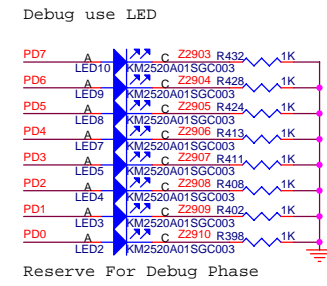 Debug use LED
PD7 A C Z2903 R432 1K
LED10 KM2520A01SGC003
PD6 A C Z2904 R428 1K
LED9 KM2520A01SGC003
PD5 A C Z2905 R424 1K
LED8 KM2520A01SGC003
PD4 A C Z2906 R413 1K
LED7 KM2520A01SGC003
PD3 A C Z2907 R411 1K
LED5 KM2520A01SGC003
PD2 A C Z2908 R408 1K
LED4 KM2520A01SGC003
PD1 A C Z2909 R402 1K
LED3 KM2520A01SGC003
PD0 A C Z2910 R398 1K
LED2 KM2520A01SGC003
Reserve For Debug Phase